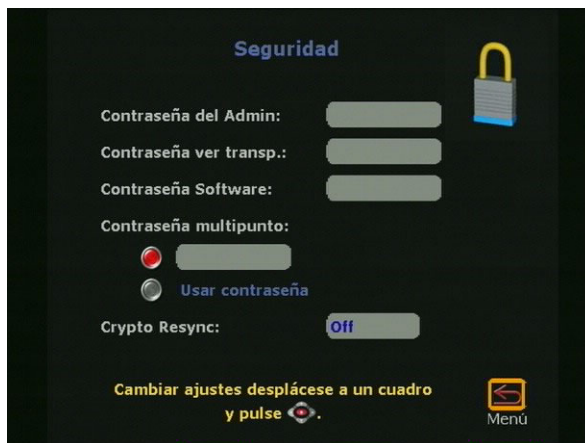 Seguridad
Contraseña del Admin:
Contraseña ver transp.:
Contraseña Software:
Contraseña multipunto:
Usar contraseña
Crypto Resync: Off
Cambiar ajustes desplácese a un cuadro
y pulse .
Menú